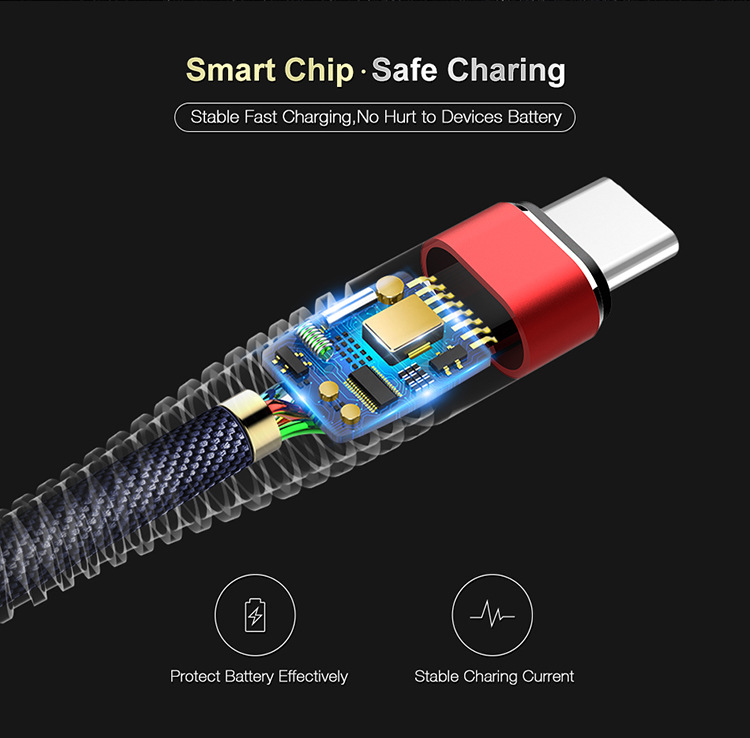 Smart Chip · Safe Charing
Stable Fast Charging,No Hurt to Devices Battery
Protect Battery Effectively
Stable Charing Current